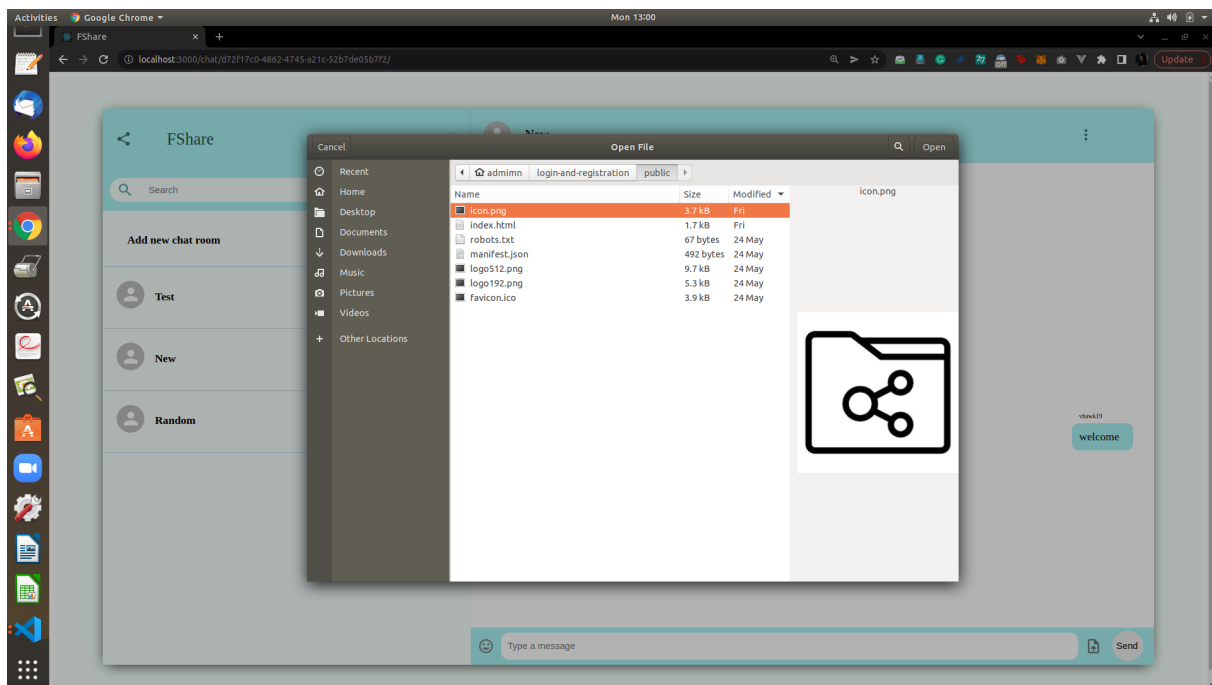 Activities Google Chrome Mon 13:00
FShare
localhost:3000/chat/d72f17c0-4862-4745-a21c-52b7de05b7f2/
Update
FShare
Search
Add new chat room
Test
New
Random
Cancel Open File Open
Recent
Home
Desktop
Documents
Downloads
Music
Pictures
Videos
Other Locations
admimn login-and-registration public
Name Size Modified
icon.png 3.7 kB Fri
index.html 1.7 kB Fri
robots.txt 67 bytes 24 May
manifest.json 492 bytes 24 May
logo512.png 9.7 kB 24 May
logo192.png 5.3 kB 24 May
favicon.ico 3.9 kB 24 May
icon.png
vhawk19
welcome
Type a message
Send